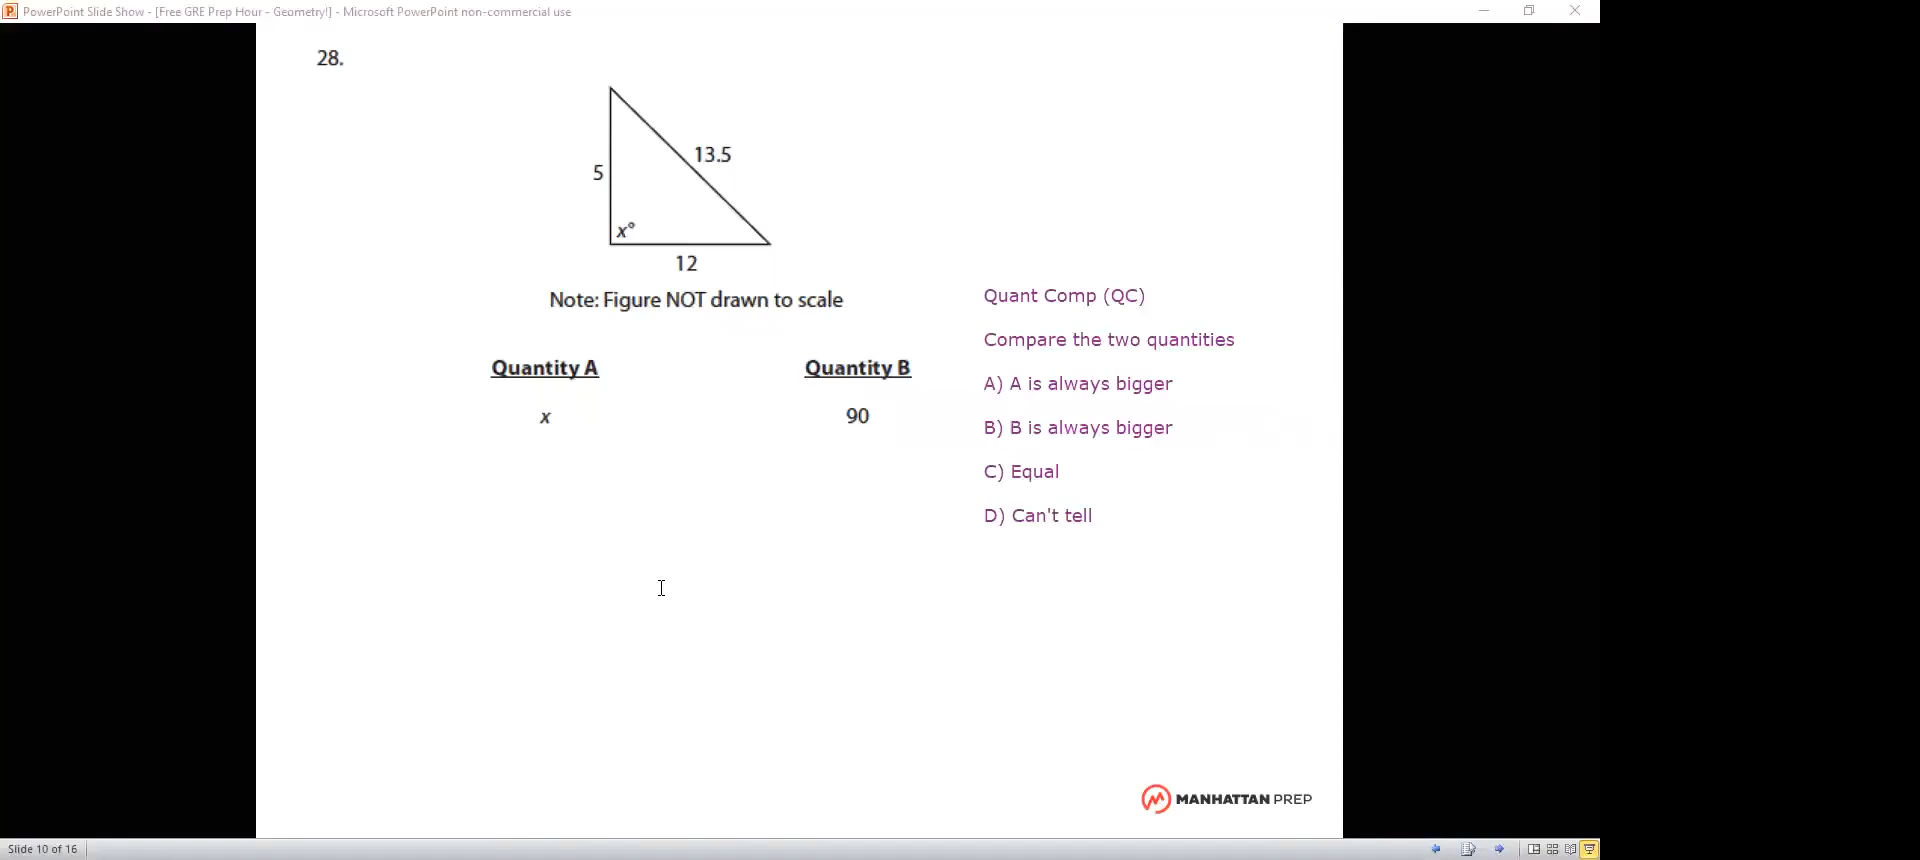 PowerPoint Slide Show - [Free GRE Prep Hour - Geometry!] - Microsoft PowerPoint non-commercial use
28.
13.5
5
x°
12
Note: Figure NOT drawn to scale
Quantity A
Quantity B
x
90
Quant Comp (QC)
Compare the two quantities
A) A is always bigger
B) B is always bigger
C) Equal
D) Can't tell
MANHATTAN PREP
Slide 10 of 16